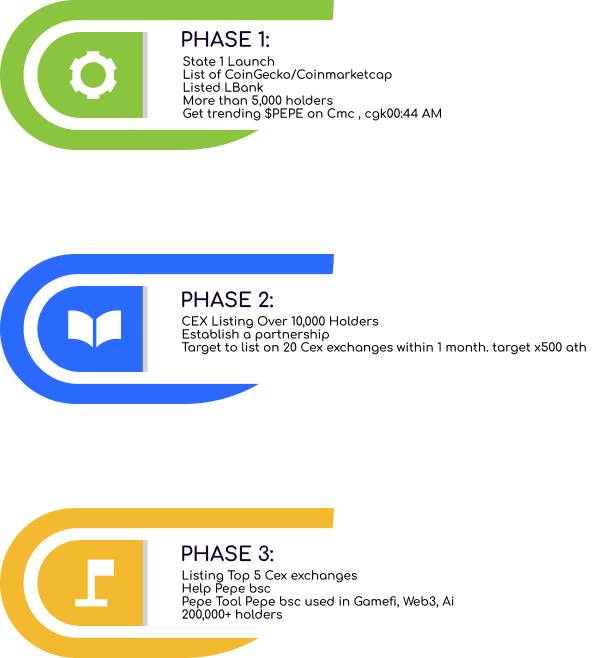 PHASE 1:
State 1 Launch
List of CoinGecko/Coinmarketcap
Listed LBank
More than 5,000 holders
Get trending $PEPE on Cmc , cgk00:44 AM
PHASE 2:
CEX Listing Over 10,000 Holders
Establish a partnership
Target to list on 20 Cex exchanges within 1 month. target x500 ath
PHASE 3:
Listing Top 5 Cex exchanges
Help Pepe bsc
Pepe Tool Pepe bsc used in Gamefi, Web3, Ai
200,000+ holders